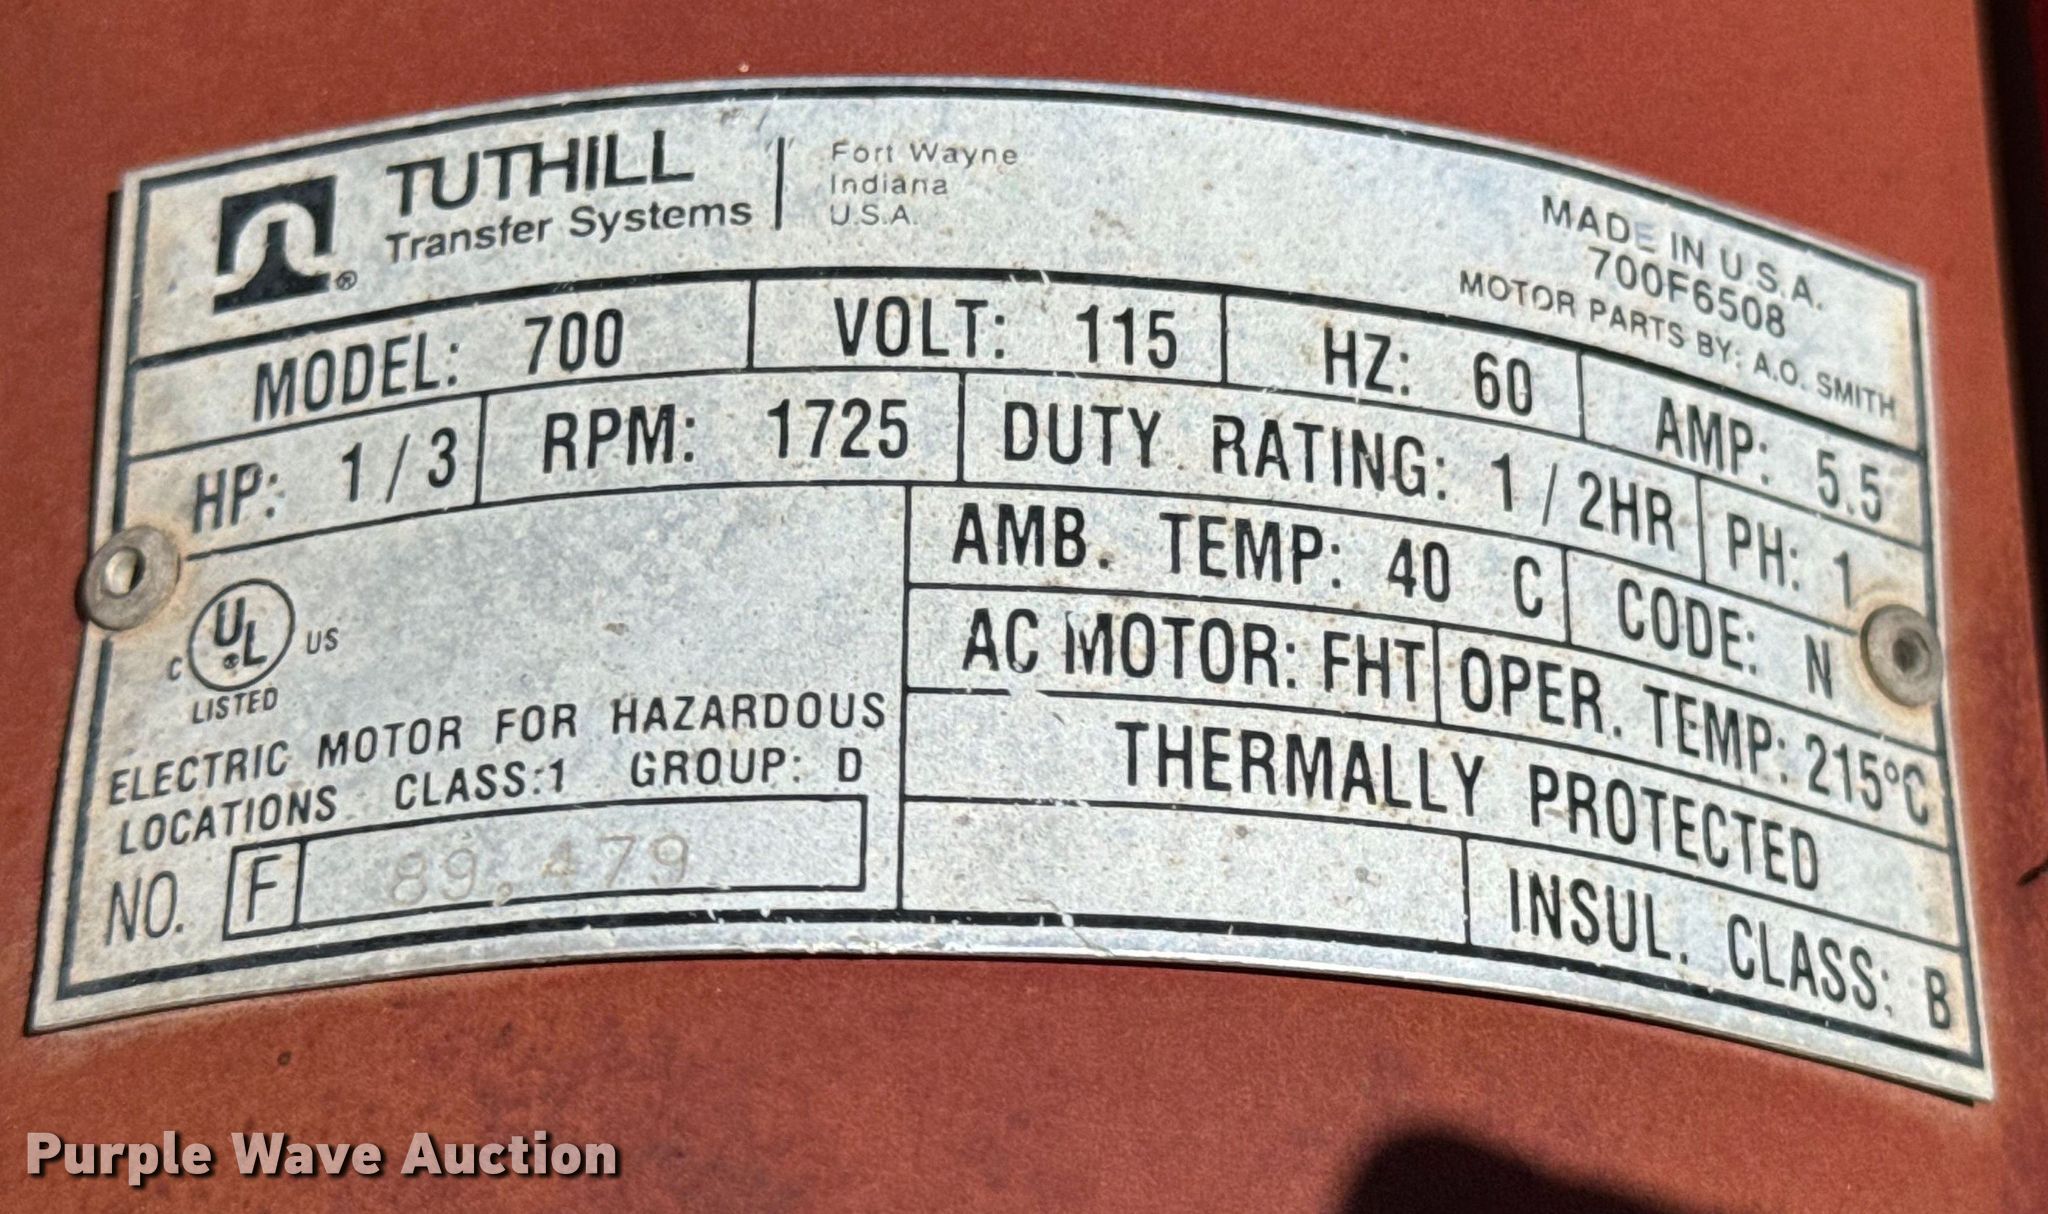 TUTHILL
Transfer Systems
Fort Wayne
Indiana
U.S.A.
MADE IN U.S.A.
700F6508
MOTOR PARTS BY: A.O. SMITH
MODEL: 700 VOLT: 115 HZ: 60 AMP: 5.5
HP: 1/3 RPM: 1725 DUTY RATING: 1/2HR PH: 1
AMB. TEMP: 40 C CODE: N
AC MOTOR: FHT OPER. TEMP: 215°C
THERMALLY PROTECTED
INSUL. CLASS: B
C UL ® US
LISTED
ELECTRIC MOTOR FOR HAZARDOUS
LOCATIONS CLASS:1 GROUP: D
NO. F 89,479
Purple Wave Auction